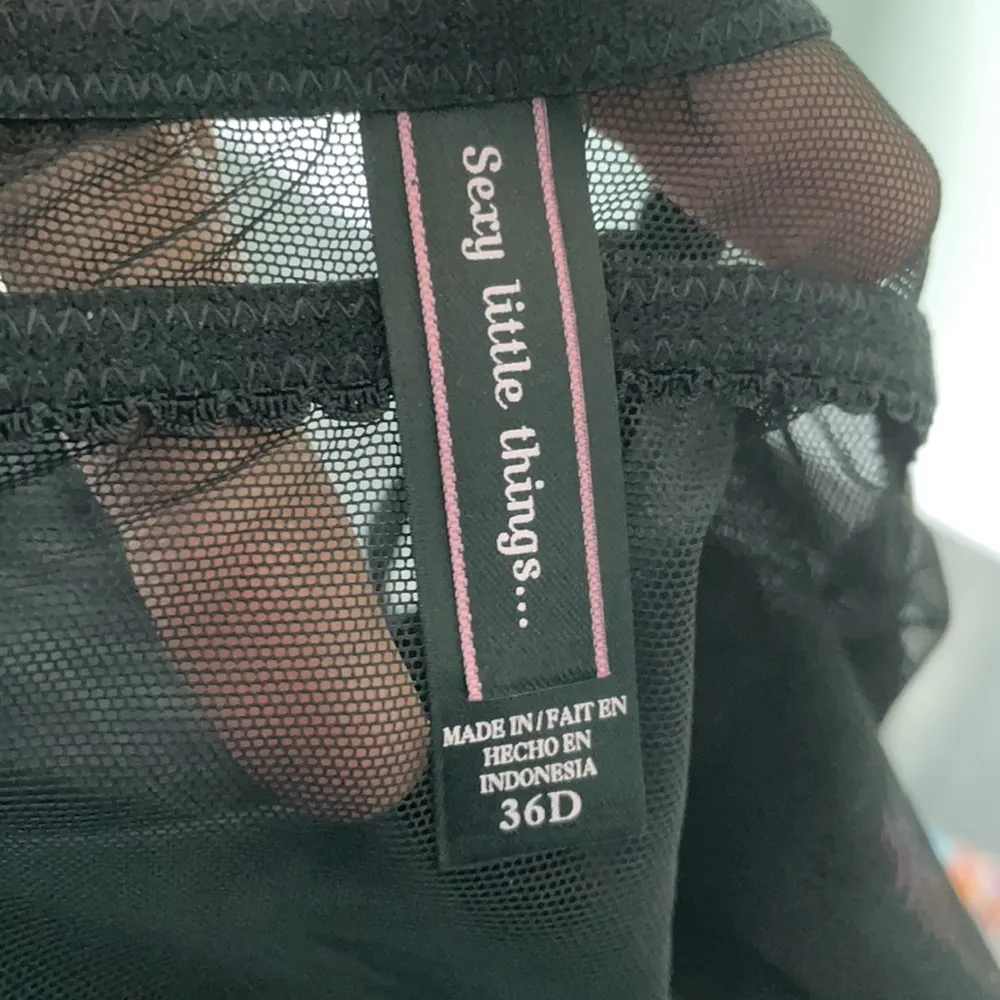 Sexy little things...
MADE IN/FAIT EN
HECHO EN
INDONESIA
36D